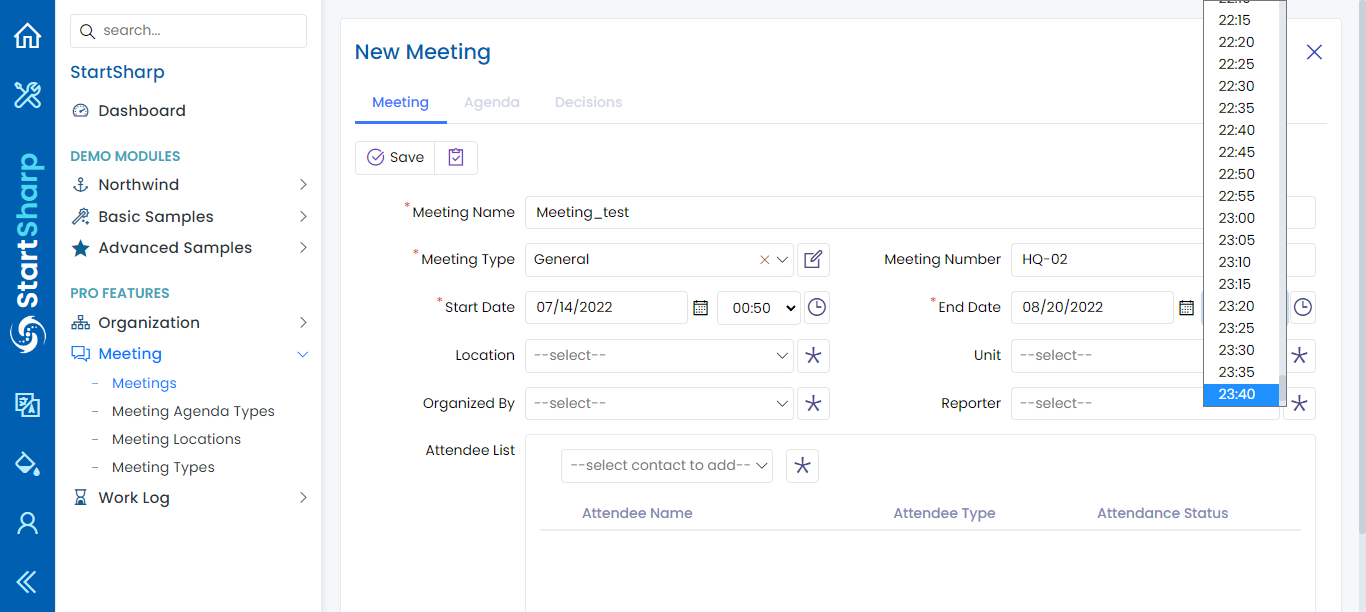 search...
StartSharp
Dashboard
DEMO MODULES
Northwind
Basic Samples
Advanced Samples
PRO FEATURES
Organization
Meeting
- Meetings
- Meeting Agenda Types
- Meeting Locations
- Meeting Types
Work Log
StartSharp
New Meeting
Meeting Agenda Decisions
Save
*Meeting Name Meeting_test
*Meeting Type General Meeting Number HQ-02
*Start Date 07/14/2022 00:50 *End Date 08/20/2022
Location --select-- Unit --select--
Organized By --select-- Reporter --select--
Attendee List
--select contact to add--
Attendee Name Attendee Type Attendance Status
22:15
22:20
22:25
22:30
22:35
22:40
22:45
22:50
22:55
23:00
23:05
23:10
23:15
23:20
23:25
23:30
23:35
23:40